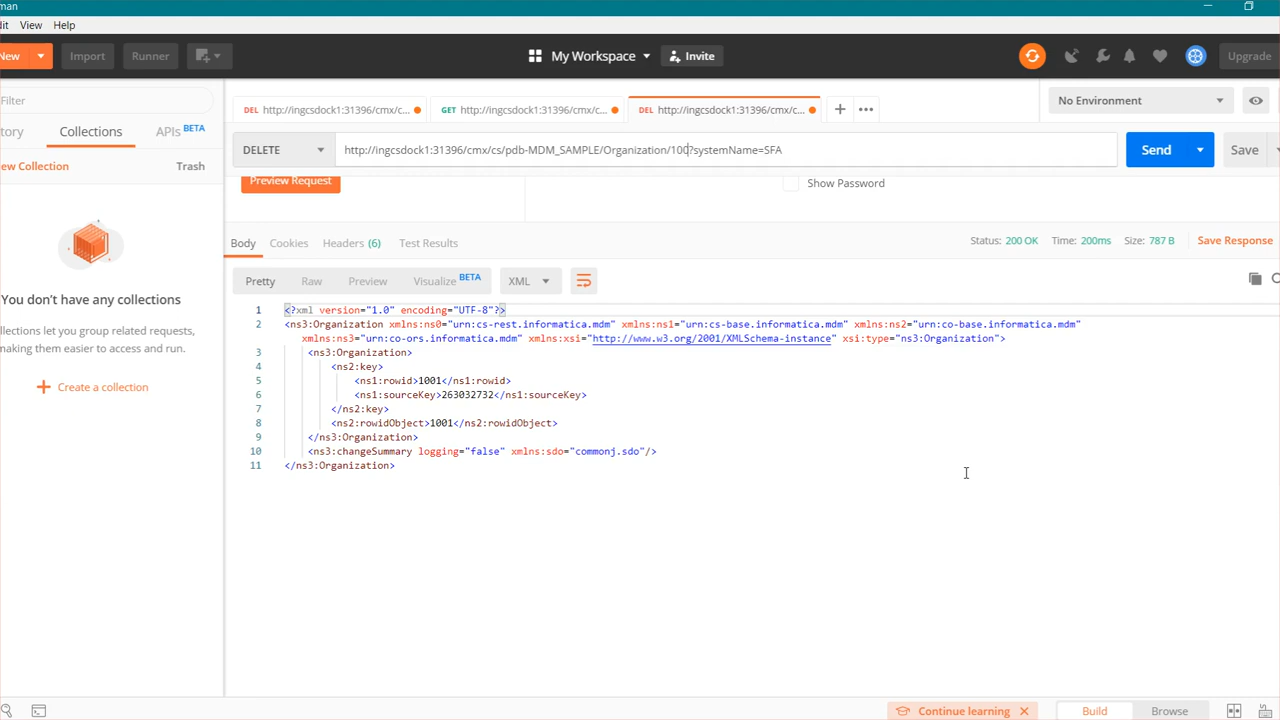 man
it View Help
New Import Runner My Workspace Invite Upgrade
Filter
tory Collections APIs BETA
ew Collection Trash
You don't have any collections
llections let you group related requests,
making them easier to access and run.
+ Create a collection
DEL http://ingcsdock1:31396/cmx/c... GET http://ingcsdock1:31396/cmx/c... DEL http://ingcsdock1:31396/cmx/c... + ••• No Environment
DELETE http://ingcsdock1:31396/cmx/cs/pdb-MDM_SAMPLE/Organization/100?systemName=SFA Send Save
Preview Request Show Password
Body Cookies Headers (6) Test Results Status: 200 OK Time: 200ms Size: 787 B Save Response
Pretty Raw Preview Visualize BETA XML
1 <?xml version="1.0" encoding="UTF-8"?>
2 <ns3:Organization xmlns:ns0="urn:cs-rest.informatica.mdm" xmlns:ns1="urn:cs-base.informatica.mdm" xmlns:ns2="urn:co-base.informatica.mdm"
xmlns:ns3="urn:co-ors.informatica.mdm" xmlns:xsi="http://www.w3.org/2001/XMLSchema-instance" xsi:type="ns3:Organization">
3 <ns3:Organization>
4 <ns2:key>
5 <ns1:rowid>1001</ns1:rowid>
6 <ns1:sourceKey>263032732</ns1:sourceKey>
7 </ns2:key>
8 <ns2:rowidObject>1001</ns2:rowidObject>
9 </ns3:Organization>
10 <ns3:changeSummary logging="false" xmlns:sdo="commonj.sdo"/>
11 </ns3:Organization>
Continue learning Build Browse